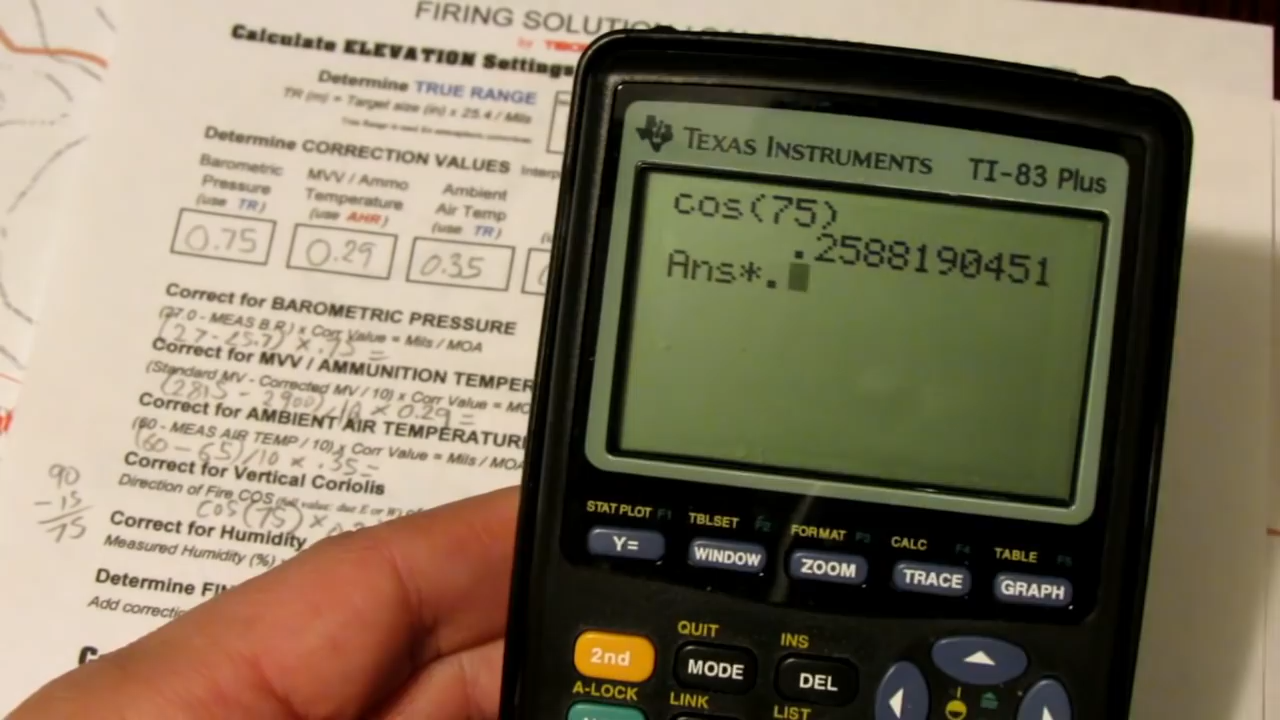 FIRING SOLUTION
Calculate ELEVATION Settings
Determine TRUE RANGE
TR (m) = Target size (in) x 25.4 / Mils
Determine CORRECTION VALUES
Barometric Pressure (use TR)
MVV / Ammo Temperature (use AHR)
Ambient Air Temp (use TR)
0.75 0.29 0.35
Correct for BAROMETRIC PRESSURE
(27.0 - MEAS B.R.) x Corr Value = Mils / MOA
(27-25.7) × .75 =
Correct for MVV / AMMUNITION TEMPER
(Standard MV - Corrected MV / 10) x Corr Value = MO
(2815 - 2900)/10 × 0.29 =
Correct for AMBIENT AIR TEMPERATURE
(60 - MEAS AIR TEMP / 10) x Corr Value = Mils / MOA
(60-65)/10 × .35=
Correct for Vertical Coriolis
Direction of Fire COS
cos(75) ×
90
-15
75
Correct for Humidity
Measured Humidity (%)
Determine
Add
TEXAS INSTRUMENTS TI-83 Plus
cos(75)
.2588190451
Ans*.
STAT PLOT F1 TBLSET F2 FORMAT F3 CALC F4 TABLE F5
Y= WINDOW ZOOM TRACE GRAPH
QUIT INS
2nd MODE DEL
A-LOCK LINK LIST